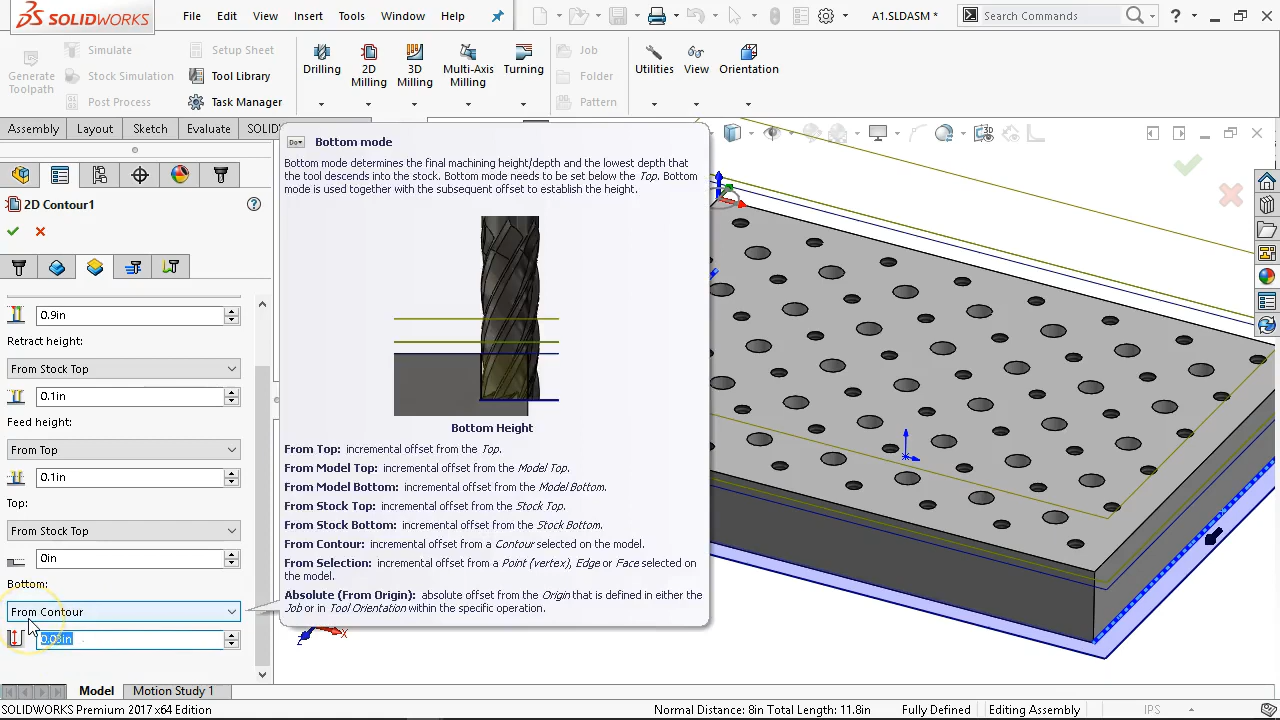 SOLIDWORKS
File Edit View Insert Tools Window Help
A1.SLDASM *
Search Commands
?
Generate Toolpath
Simulate
Stock Simulation
Post Process
Setup Sheet
Tool Library
Task Manager
Drilling
2D Milling
3D Milling
Multi-Axis Milling
Turning
Job
Folder
Pattern
Utilities
View
Orientation
Assembly Layout Sketch Evaluate SOLID
2D Contour1
0.9in
Retract height:
From Stock Top
0.1in
Feed height:
From Top
0.1in
Top:
From Stock Top
0in
Bottom:
From Contour
Bottom mode
Bottom mode determines the final machining height/depth and the lowest depth that
the tool descends into the stock. Bottom mode needs to be set below the Top. Bottom
mode is used together with the subsequent offset to establish the height.
Bottom Height
From Top: incremental offset from the Top.
From Model Top: incremental offset from the Model Top.
From Model Bottom: incremental offset from the Model Bottom.
From Stock Top: incremental offset from the Stock Top.
From Stock Bottom: incremental offset from the Stock Bottom.
From Contour: incremental offset from a Contour selected on the model.
From Selection: incremental offset from a Point (vertex), Edge or Face selected on
the model.
Absolute (From Origin): absolute offset from the Origin that is defined in either the
Job or in Tool Orientation within the specific operation.
X
Model Motion Study 1
SOLIDWORKS Premium 2017 x64 Edition
Normal Distance: 8in Total Length: 11.8in Fully Defined Editing Assembly IPS